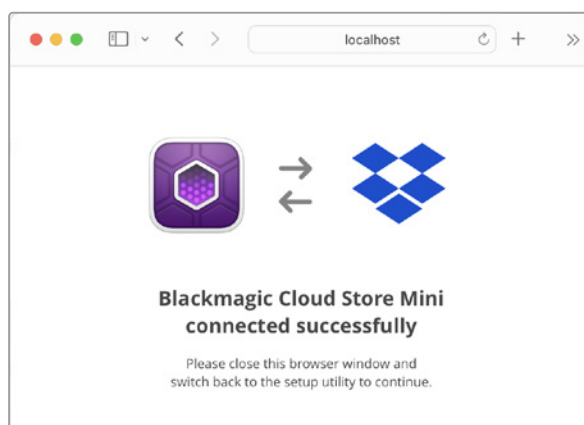 localhost
Blackmagic Cloud Store Mini
connected successfully
Please close this browser window and
switch back to the setup utility to continue.